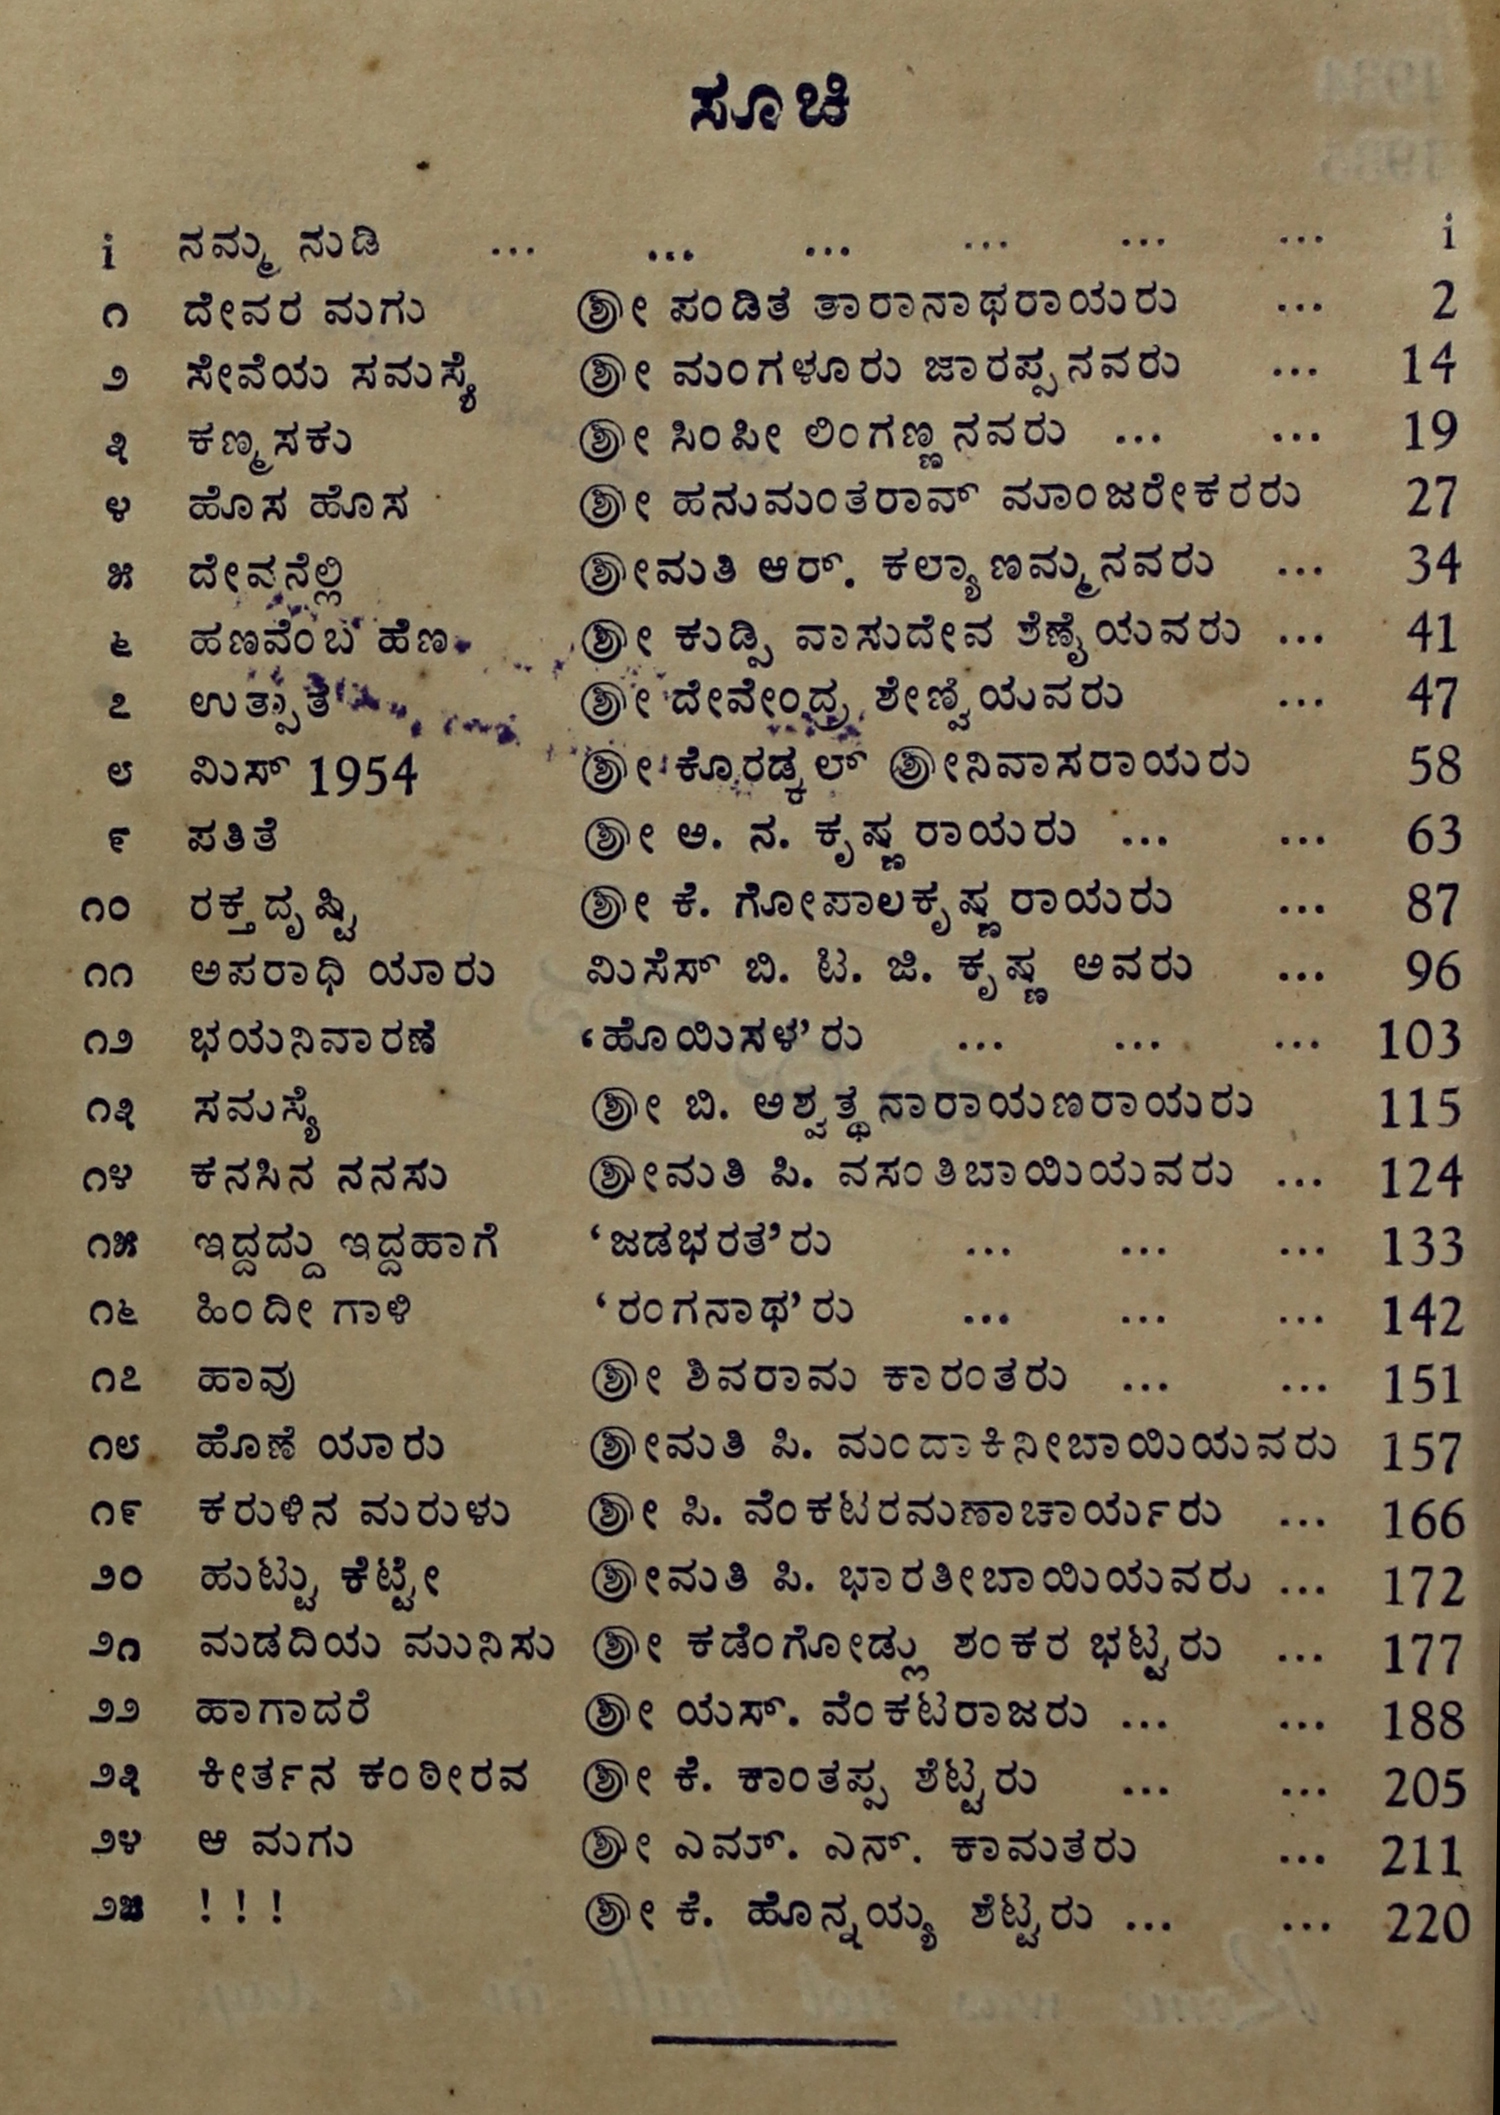 ಸೂಚಿ
i ನಮ್ಮ ನುಡಿ ... ... ... ... ... ... i
೧ ದೇವರ ಮಗು ಶ್ರೀ ಪಂಡಿತ ತಾರಾನಾಥರಾಯರು ... 2
೨ ಸೇವೆಯ ಸಮಸ್ಯೆ ಶ್ರೀ ಮಂಗಳೂರು ಜಾರಪ್ಪನವರು ... 14
೩ ಕಣ್ಮಸಕು ಶ್ರೀ ಸಿಂಪೀ ಲಿಂಗಣ್ಣನವರು ... ... 19
೪ ಹೊಸ ಹೊಸ ಶ್ರೀ ಹನುಮಂತರಾವ್ ಮಾಂಜರೇಕರರು 27
೫ ದೇವನೆಲ್ಲಿ ಶ್ರೀಮತಿ ಆರ್. ಕಲ್ಯಾಣಮ್ಮನವರು ... 34
೬ ಹಣವೆಂಬ ಹೆಣ ಶ್ರೀ ಕುಡ್ಪಿ ವಾಸುದೇವ ಶೆಣೈಯವರು ... 41
೭ ಉತ್ಪಾತ ಶ್ರೀ ದೇವೇಂದ್ರ ಶೇಣ್ವಿಯವರು ... 47
೮ ಮಿಸ್ 1954 ಶ್ರೀ ಕೊರಡ್ಕಲ್ ಶ್ರೀನಿವಾಸರಾಯರು 58
೯ ಪತಿತೆ ಶ್ರೀ ಅ. ನ. ಕೃಷ್ಣರಾಯರು ... ... 63
೧೦ ರಕ್ತದೃಷ್ಟಿ ಶ್ರೀ ಕೆ. ಗೋಪಾಲಕೃಷ್ಣರಾಯರು ... 87
೧೧ ಅಪರಾಧಿ ಯಾರು ಮಿಸೆಸ್ ಬಿ. ಟಿ. ಜಿ. ಕೃಷ್ಣ ಅವರು ... 96
೧೨ ಭಯನಿವಾರಣೆ ‘ಹೊಯಿಸಳ’ರು ... ... ... 103
೧೩ ಸಮಸ್ಯೆ ಶ್ರೀ ಬಿ. ಅಶ್ವತ್ಥನಾರಾಯಣರಾಯರು 115
೧೪ ಕನಸಿನ ನನಸು ಶ್ರೀಮತಿ ಪಿ. ವಸಂತಿಬಾಯಿಯವರು ... 124
೧೫ ಇದ್ದದ್ದು ಇದ್ದಹಾಗೆ ‘ಜಡಭರತ’ರು ... ... ... 133
೧೬ ಹಿಂದೀ ಗಾಳಿ ‘ರಂಗನಾಥ’ರು ... ... ... 142
೧೭ ಹಾವು ಶ್ರೀ ಶಿವರಾಮ ಕಾರಂತರು ... ... 151
೧೮ ಹೊಣೆ ಯಾರು ಶ್ರೀಮತಿ ಪಿ. ಮಂದಾಕಿನೀಬಾಯಿಯವರು 157
೧೯ ಕರುಳಿನ ಮರುಳು ಶ್ರೀ ಪಿ. ವೆಂಕಟರಮಣಾಚಾರ್ಯರು ... 166
೨೦ ಹುಟ್ಟು ಕೆಟ್ಟೇ ಶ್ರೀಮತಿ ಪಿ. ಭಾರತೀಬಾಯಿಯವರು ... 172
೨೧ ಮಡದಿಯ ಮುನಿಸು ಶ್ರೀ ಕಡೆಂಗೋಡ್ಲು ಶಂಕರ ಭಟ್ಟರು ... 177
೨೨ ಹಾಗಾದರೆ ಶ್ರೀ ಯಸ್. ವೆಂಕಟರಾಜರು ... ... 188
೨೩ ಕೀರ್ತನ ಕಂಠೀರವ ಶ್ರೀ ಕೆ. ಕಾಂತಪ್ಪ ಶೆಟ್ಟರು ... ... 205
೨೪ ಆ ಮಗು ಶ್ರೀ ಎಮ್. ಎನ್. ಕಾಮತರು ... 211
೨೫ ! ! ! ಶ್ರೀ ಕೆ. ಹೊನ್ನಯ್ಯ ಶೆಟ್ಟರು ... ... 220